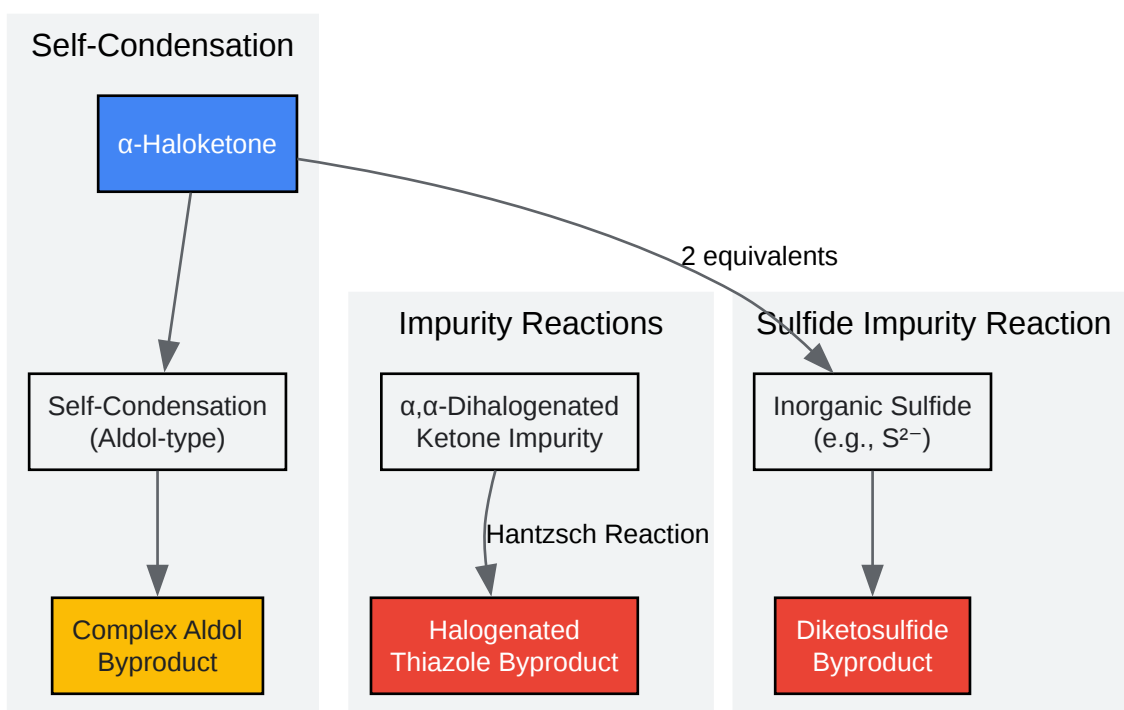 Self-Condensation
α-Haloketone
2 equivalents
Impurity Reactions
Sulfide Impurity Reaction
Self-Condensation
(Aldol-type)
α,α-Dihalogenated
Ketone Impurity
Inorganic Sulfide
(e.g., S²⁻)
Hantzsch Reaction
Complex Aldol
Byproduct
Halogenated
Thiazole Byproduct
Diketosulfide
Byproduct